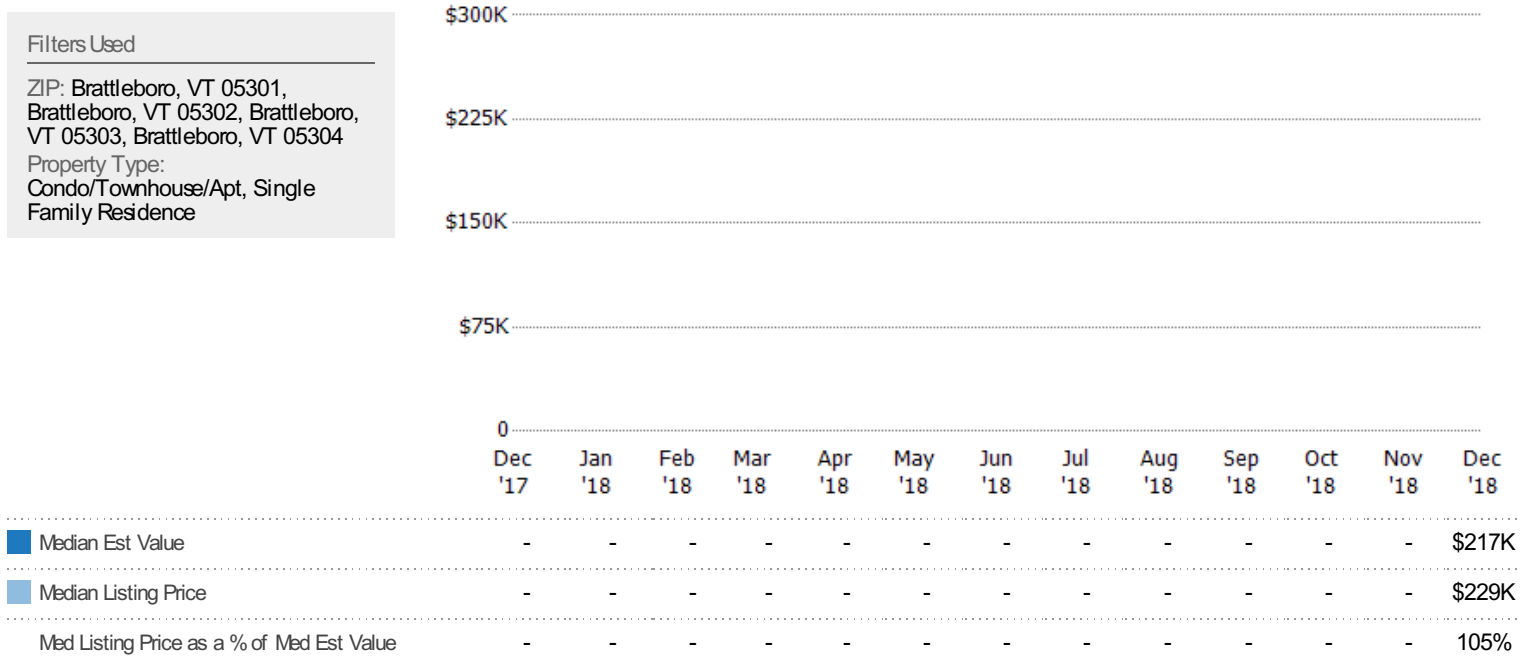 Filters Used
ZIP: Brattleboro, VT 05301,
Brattleboro, VT 05302, Brattleboro,
VT 05303, Brattleboro, VT 05304
Property Type:
Condo/Townhouse/Apt, Single
Family Residence
$300K
$225K
$150K
$75K
0
Dec Jan Feb Mar Apr May Jun Jul Aug Sep Oct Nov Dec
'17 '18 '18 '18 '18 '18 '18 '18 '18 '18 '18 '18 '18
Median Est Value - - - - - - - - - - - - $217K
Median Listing Price - - - - - - - - - - - - $229K
Med Listing Price as a % of Med Est Value - - - - - - - - - - - - 105%